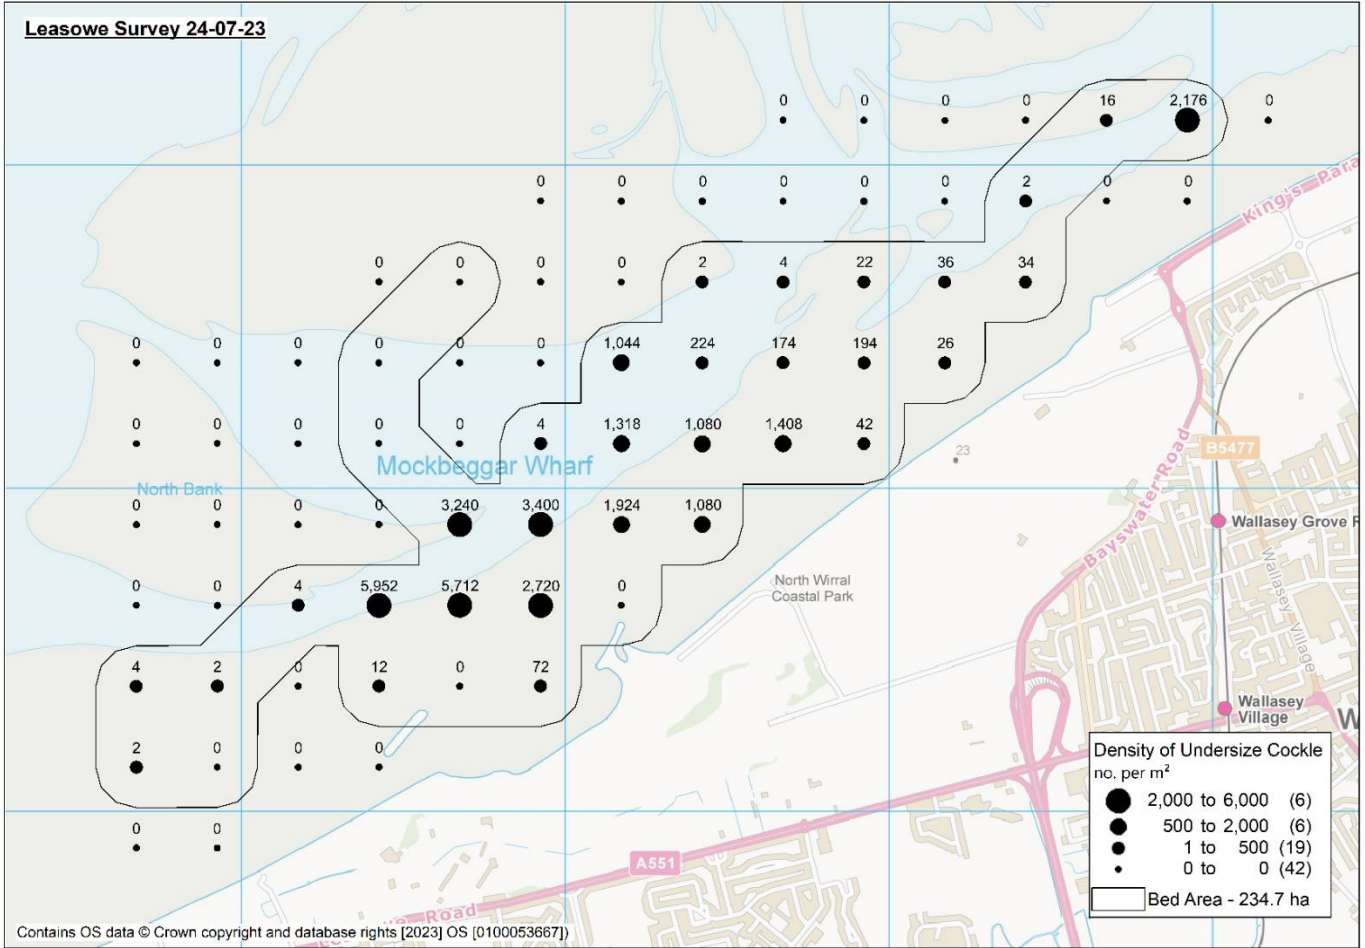 Leasowe Survey 24-07-23
0 0 0 0 16 2,176 0
0 0 0 0 0 0 2 0 0
King's Para
0 0 0 0 2 4 22 36 34
0 0 0 0 0 0 1,044 224 174 194 26
0 0 0 0 0 4 1,318 1,080 1,408 42
Mockbeggar Wharf
23
B5477
Bayswater Road
North Bank
0 0 0 0 3,240 3,400 1,924 1,080
Wallasey Grove R
Wallasey Village
North Wirral
Coastal Park
0 0 4 5,952 5,712 2,720 0
4 2 0 12 0 72
Wallasey
Village
W
2 0 0 0
Density of Undersize Cockle
no. per m²
2,000 to 6,000 (6)
500 to 2,000 (6)
1 to 500 (19)
0 to 0 (42)
Bed Area - 234.7 ha
0 0
A551
Road
Contains OS data © Crown copyright and database rights [2023] OS [0100053667])